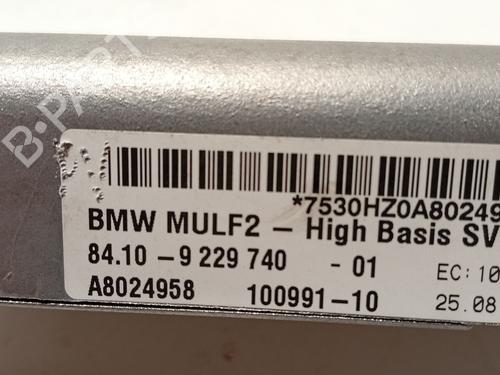 B-PARTS
*7530HZ0A80249
BMW MULF2 - High Basis SV
84.10- 9 229 740 - 01 EC: 10
A8024958 100991-10 25.08